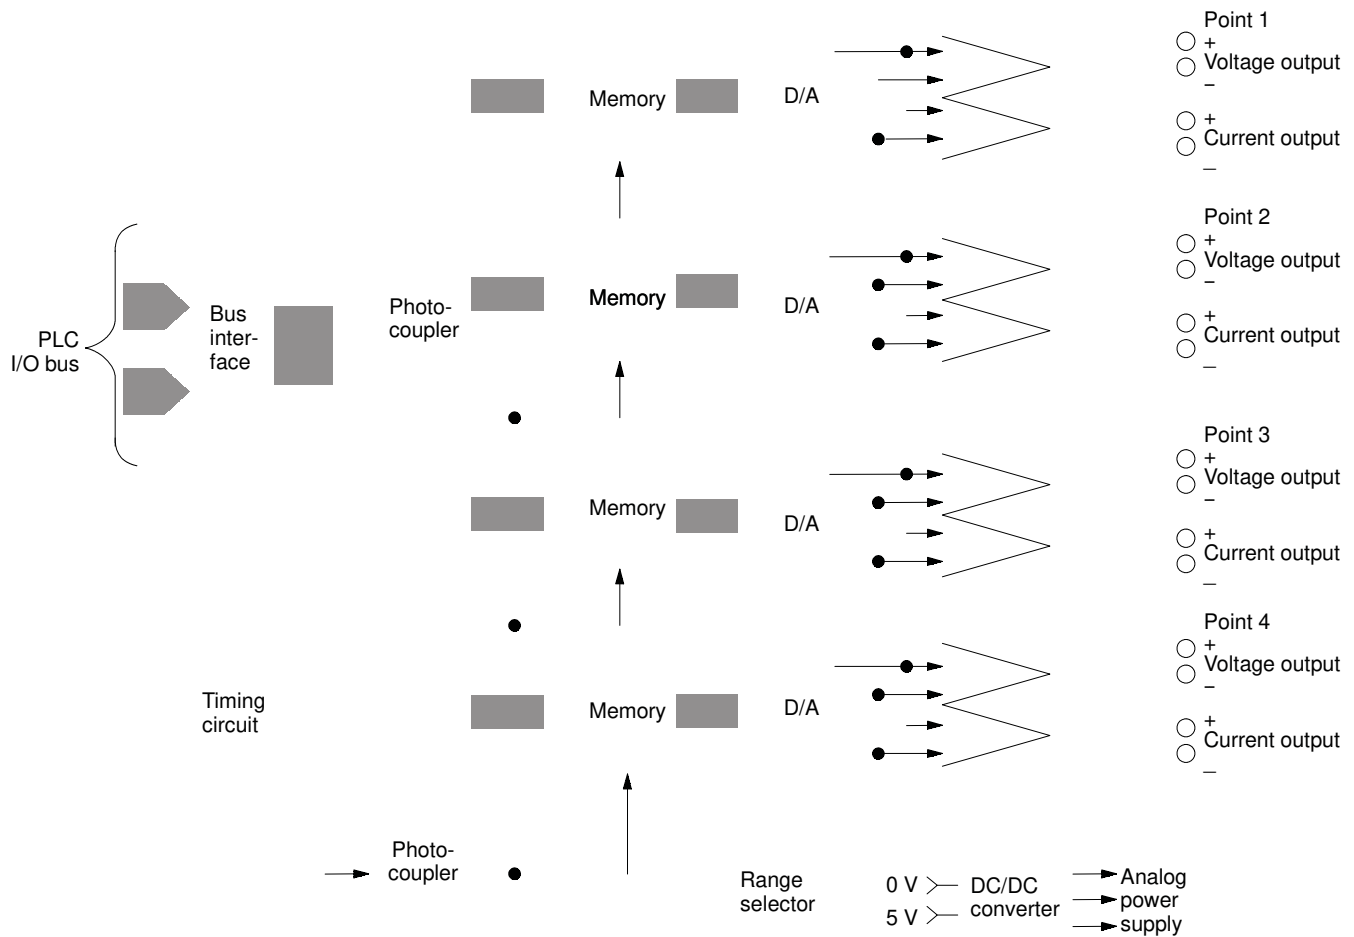 Point 1
+
Voltage output
–
Memory
D/A
+
Current output
–
Point 2
+
Voltage output
–
Photo-
coupler
Memory
D/A
+
Current output
–
PLC
I/O bus
Bus
inter-
face
Point 3
+
Voltage output
–
Memory
D/A
+
Current output
–
Point 4
+
Voltage output
–
Timing
circuit
Memory
D/A
+
Current output
–
Photo-
coupler
Range
selector
0 V
5 V
DC/DC
converter
Analog
power
supply